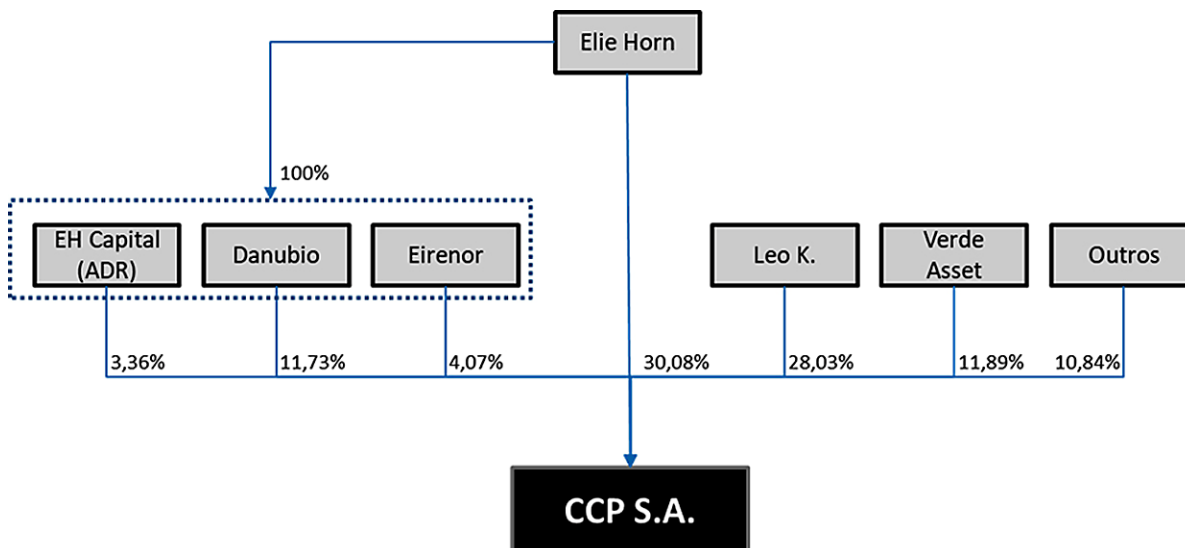 Elie Horn
100%
EH Capital
(ADR)
Danubio
Eirenor
Leo K.
Verde
Asset
Outros
3,36%
11,73%
4,07%
30,08%
28,03%
11,89%
10,84%
CCP S.A.